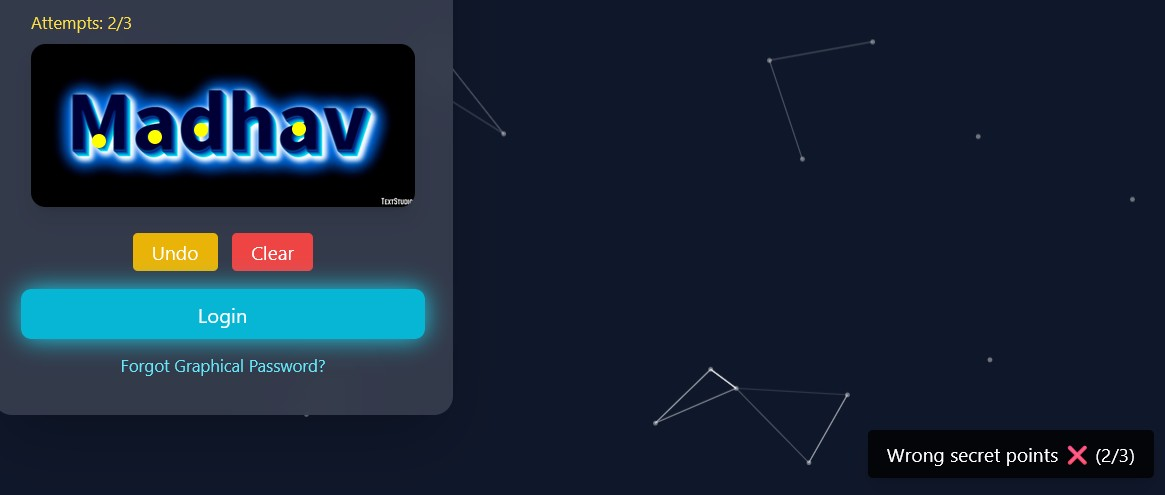 Attempts: 2/3
Madhav
TEXTSTUDIO
Undo Clear
Login
Forgot Graphical Password?
Wrong secret points ❌ (2/3)